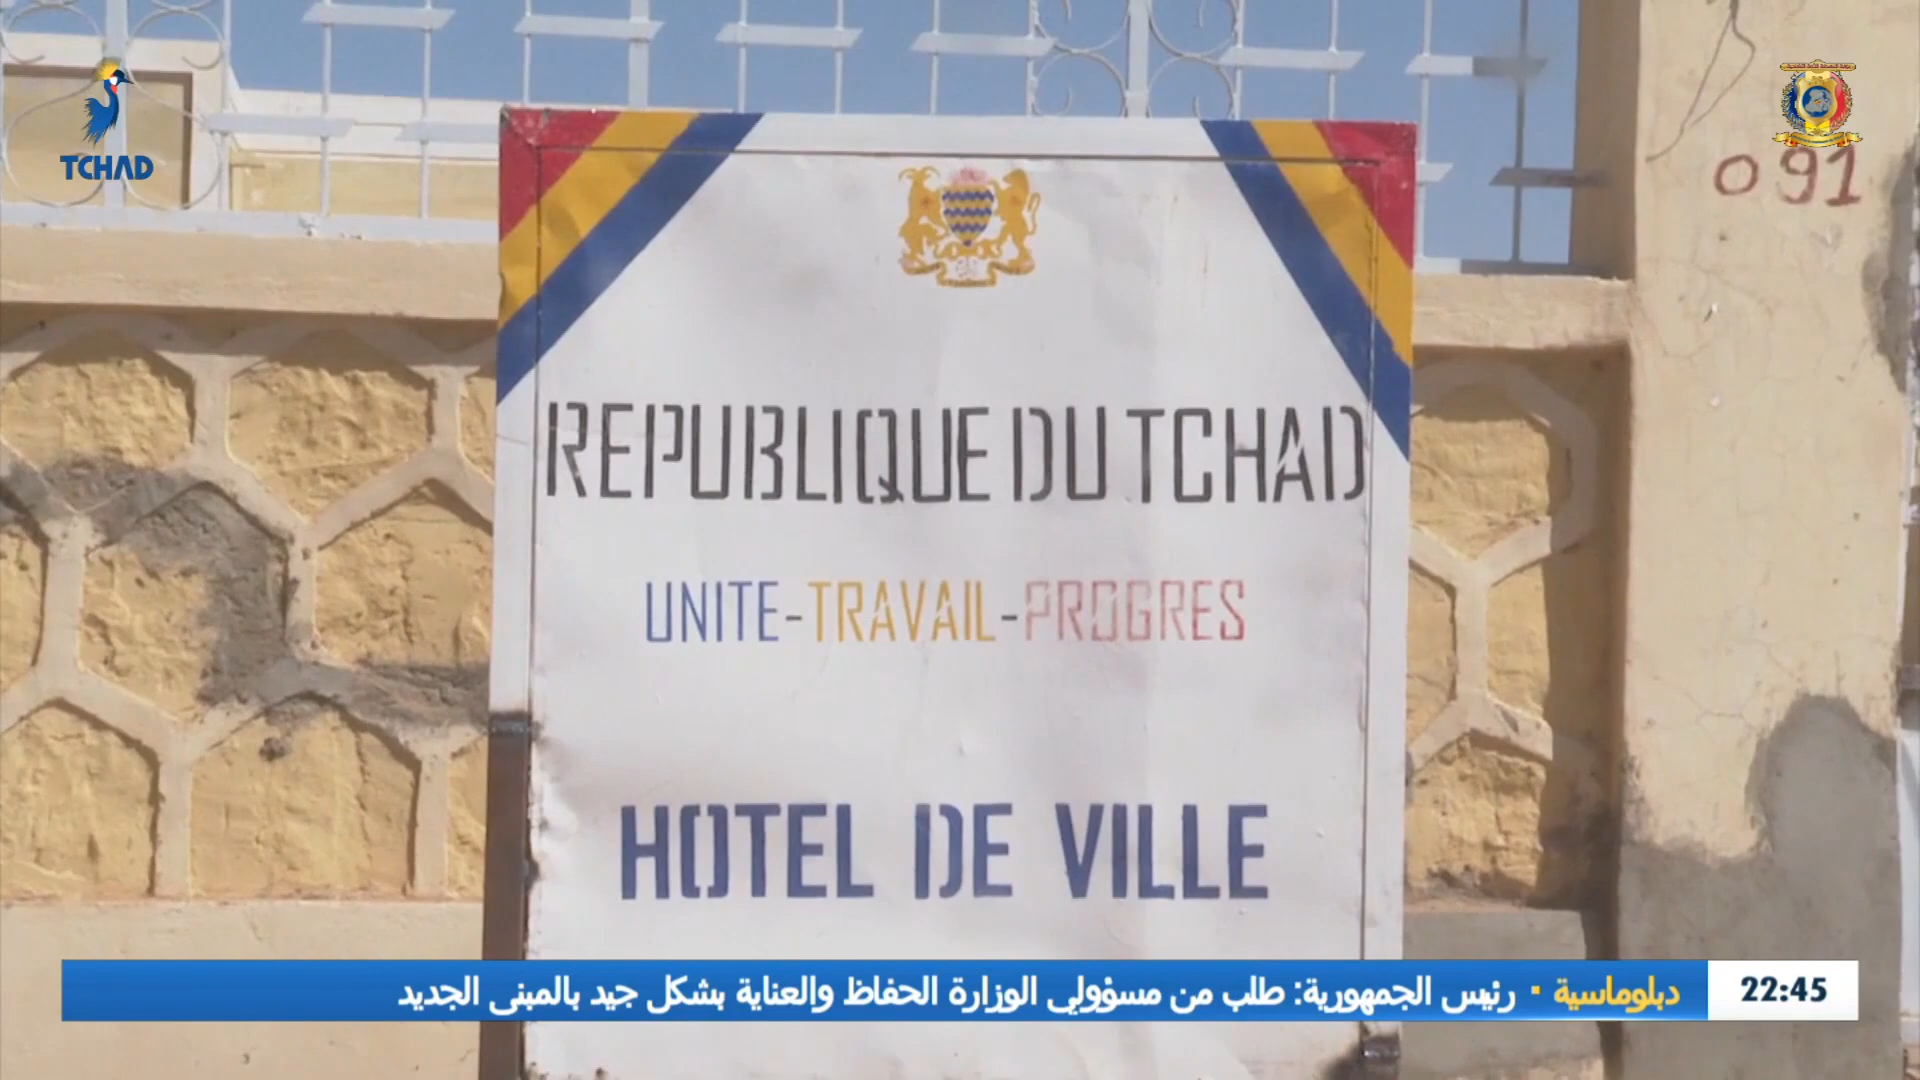 TCHAD
091
REPUBLIQUE DU TCHAD
UNITE-TRAVAIL-PROGRES
HOTEL DE VILLE
دبلوماسية · رئيس الجمهورية: طلب من مسؤولي الوزارة الحفاظ والعناية بشكل جيد بالمبنى الجديد
22:45